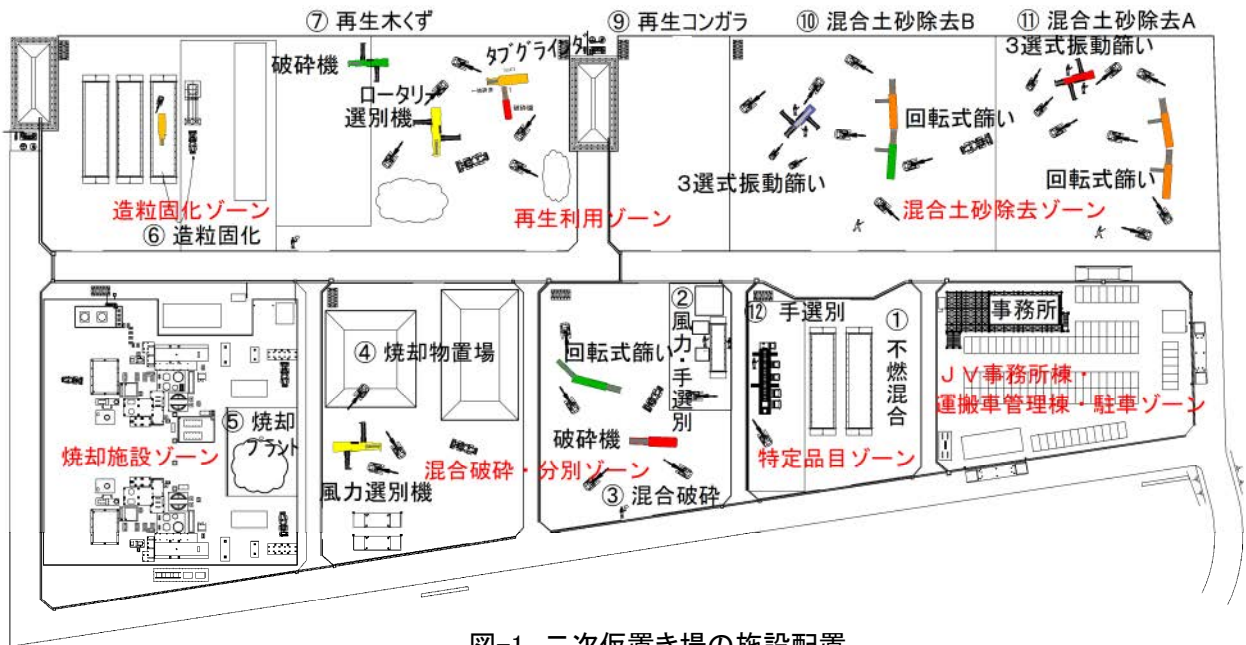 ⑦ 再生木くず
⑨ 再生コンガラ
⑩ 混合土砂除去B
⑪ 混合土砂除去A
破砕機
タブグラインダ
3選式振動篩い
ロータリー
選別機
破砕機
回転式篩い
3選式振動篩い
回転式篩い
造粒固化ゾーン
再生利用ゾーン
混合土砂除去ゾーン
⑥ 造粒固化
②風力・手選別
⑫ 手選別
①不燃混合
事務所
④ 焼却物置場
回転式篩い
JV事務所棟・
運搬車管理棟・駐車ゾーン
⑤ 焼却
プラント
焼却施設ゾーン
破砕機
混合破砕・分別ゾーン
特定品目ゾーン
風力選別機
③ 混合破砕
図-1 二次仮置き場の施設配置